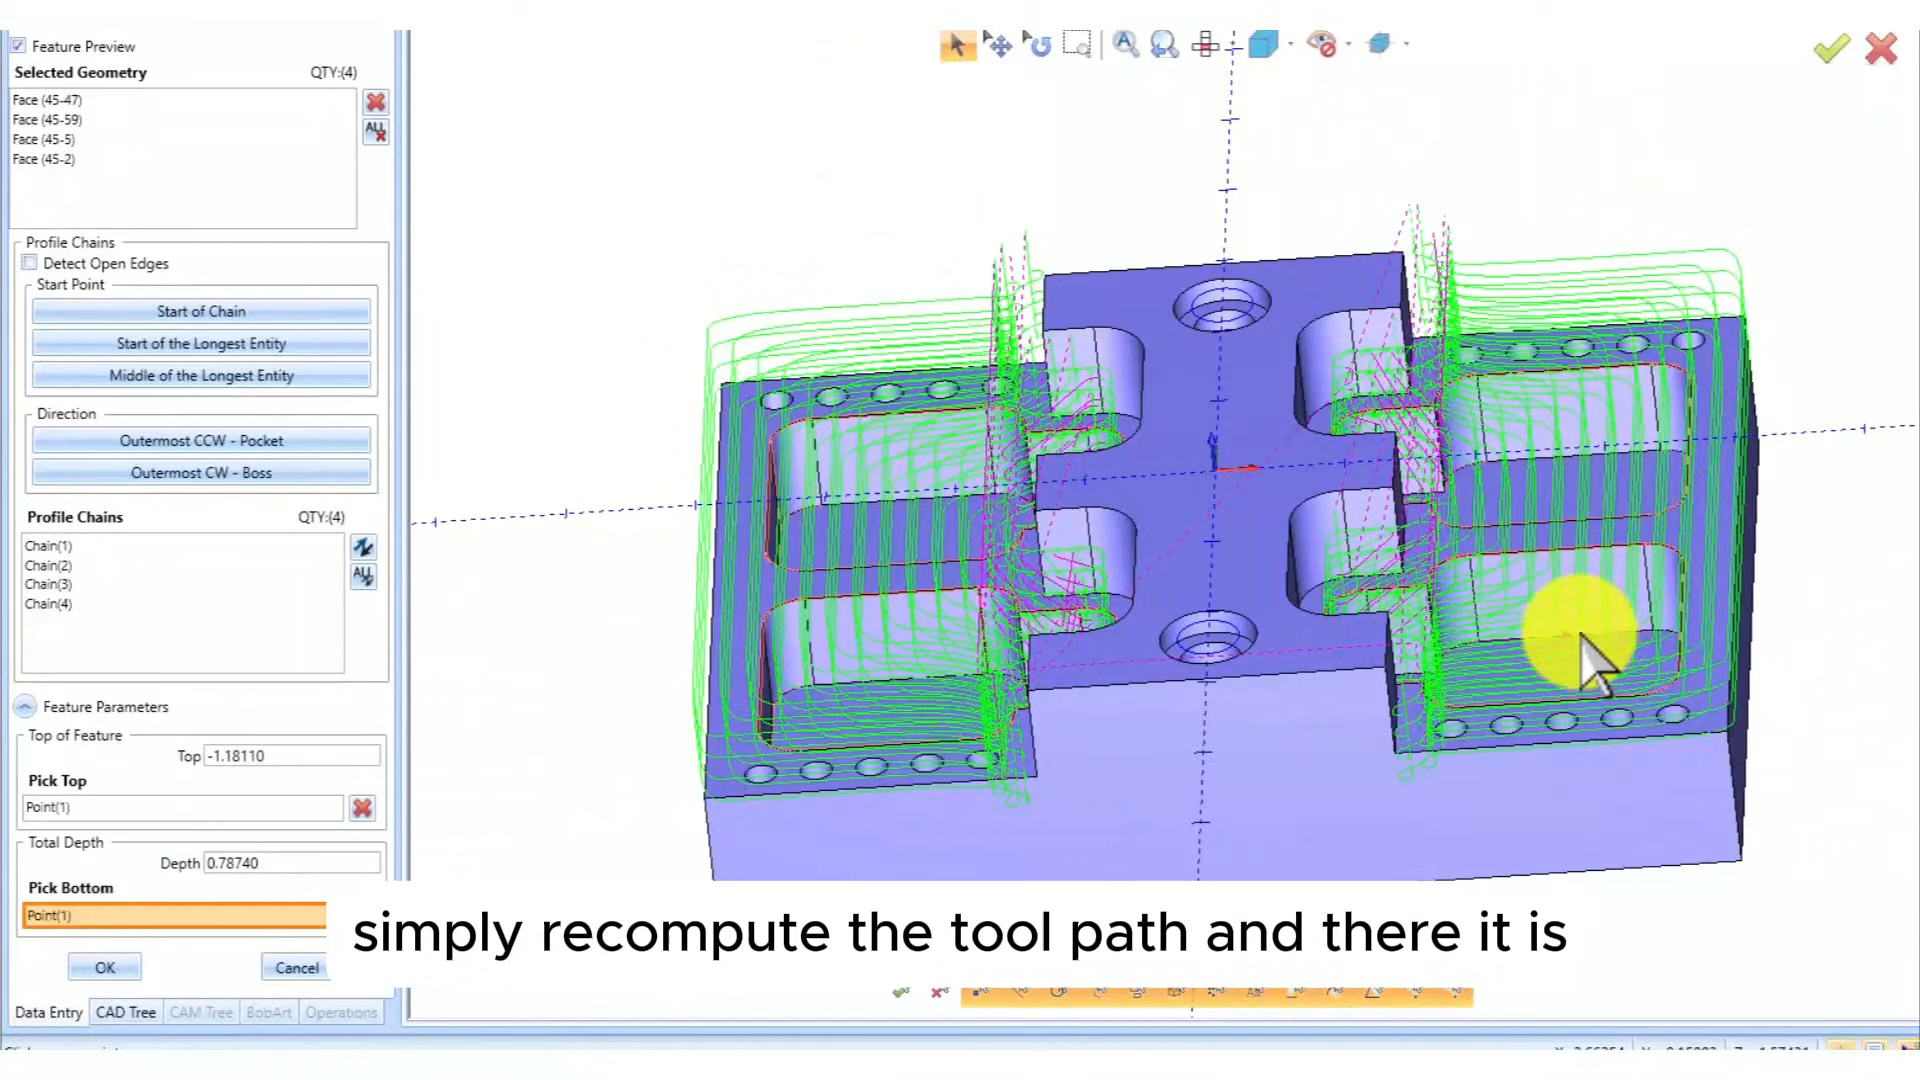 Feature Preview
Selected Geometry QTY:(4)
Face (45-47)
Face (45-59)
Face (45-5)
Face (45-2)
ALL
Profile Chains
Detect Open Edges
Start Point
Start of Chain
Start of the Longest Entity
Middle of the Longest Entity
Direction
Outermost CCW - Pocket
Outermost CW - Boss
Profile Chains QTY:(4)
Chain(1)
Chain(2)
Chain(3)
Chain(4)
ALL
Feature Parameters
Top of Feature
Top -1.18110
Pick Top
Point(1)
Total Depth
Depth 0.78740
Pick Bottom
Point(1)
simply recompute the tool path and there it is
OK Cancel
Data Entry CAD Tree CAM Tree BobArt Operations